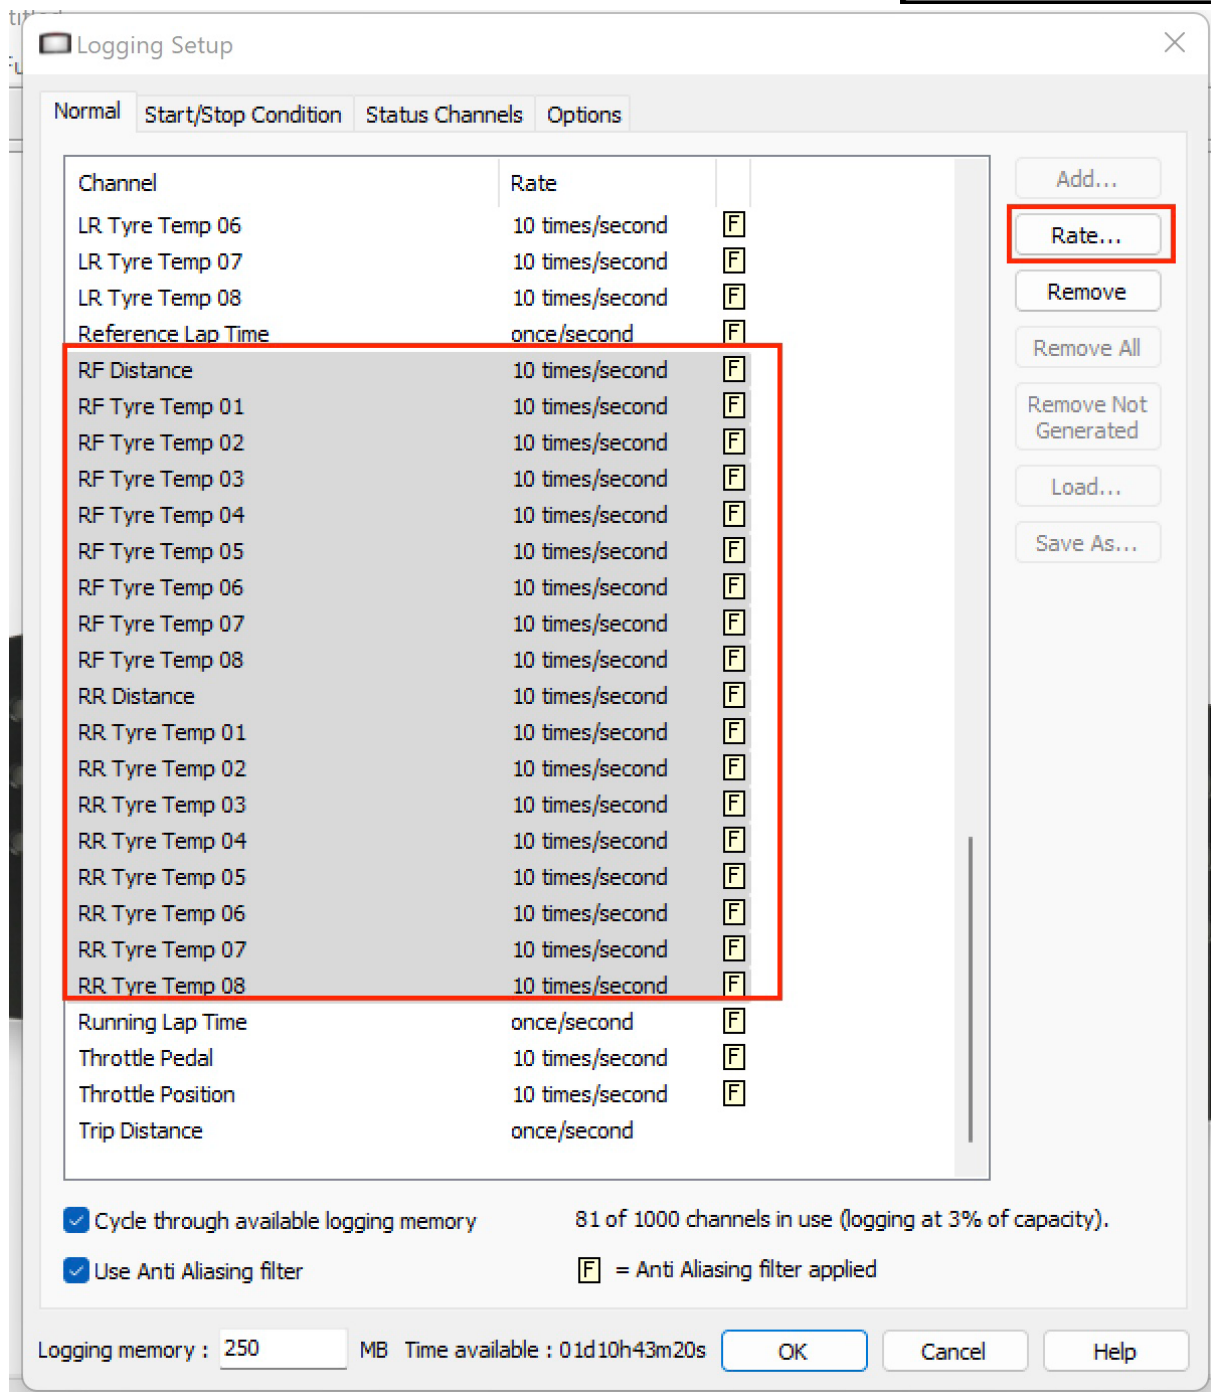 Logging Setup
Normal Start/Stop Condition Status Channels Options
Channel Rate
LR Tyre Temp 06 10 times/second F
LR Tyre Temp 07 10 times/second F
LR Tyre Temp 08 10 times/second F
Reference Lap Time once/second F
RF Distance 10 times/second F
RF Tyre Temp 01 10 times/second F
RF Tyre Temp 02 10 times/second F
RF Tyre Temp 03 10 times/second F
RF Tyre Temp 04 10 times/second F
RF Tyre Temp 05 10 times/second F
RF Tyre Temp 06 10 times/second F
RF Tyre Temp 07 10 times/second F
RF Tyre Temp 08 10 times/second F
RR Distance 10 times/second F
RR Tyre Temp 01 10 times/second F
RR Tyre Temp 02 10 times/second F
RR Tyre Temp 03 10 times/second F
RR Tyre Temp 04 10 times/second F
RR Tyre Temp 05 10 times/second F
RR Tyre Temp 06 10 times/second F
RR Tyre Temp 07 10 times/second F
RR Tyre Temp 08 10 times/second F
Running Lap Time once/second F
Throttle Pedal 10 times/second F
Throttle Position 10 times/second F
Trip Distance once/second
Add...
Rate...
Remove
Remove All
Remove Not
Generated
Load...
Save As...
Cycle through available logging memory 81 of 1000 channels in use (logging at 3% of capacity).
Use Anti Aliasing filter F = Anti Aliasing filter applied
Logging memory : 250 MB Time available : 01d10h43m20s OK Cancel Help